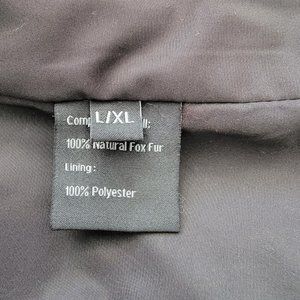 L/XL
100% Natural Fox Fur
Lining:
100% Polyester